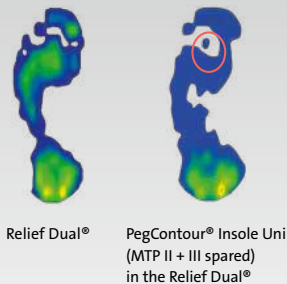 Relief Dual®
PegContour® Insole Uni
(MTP II + III spared)
in the Relief Dual®